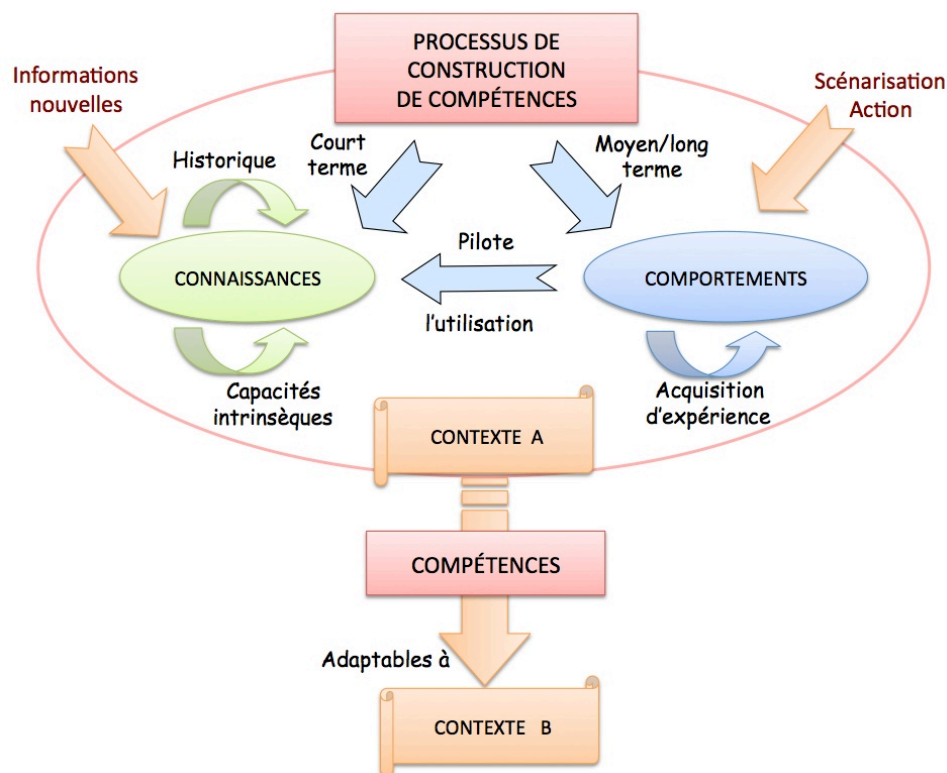 PROCESSUS DE
CONSTRUCTION
DE COMPÉTENCES
Informations
nouvelles
Scénarisation
Action
Historique
Court
terme
Moyen/long
terme
CONNAISSANCES
Pilote
l'utilisation
COMPORTEMENTS
Capacités
intrinsèques
Acquisition
d'expérience
CONTEXTE A
COMPÉTENCES
Adaptables à
CONTEXTE B